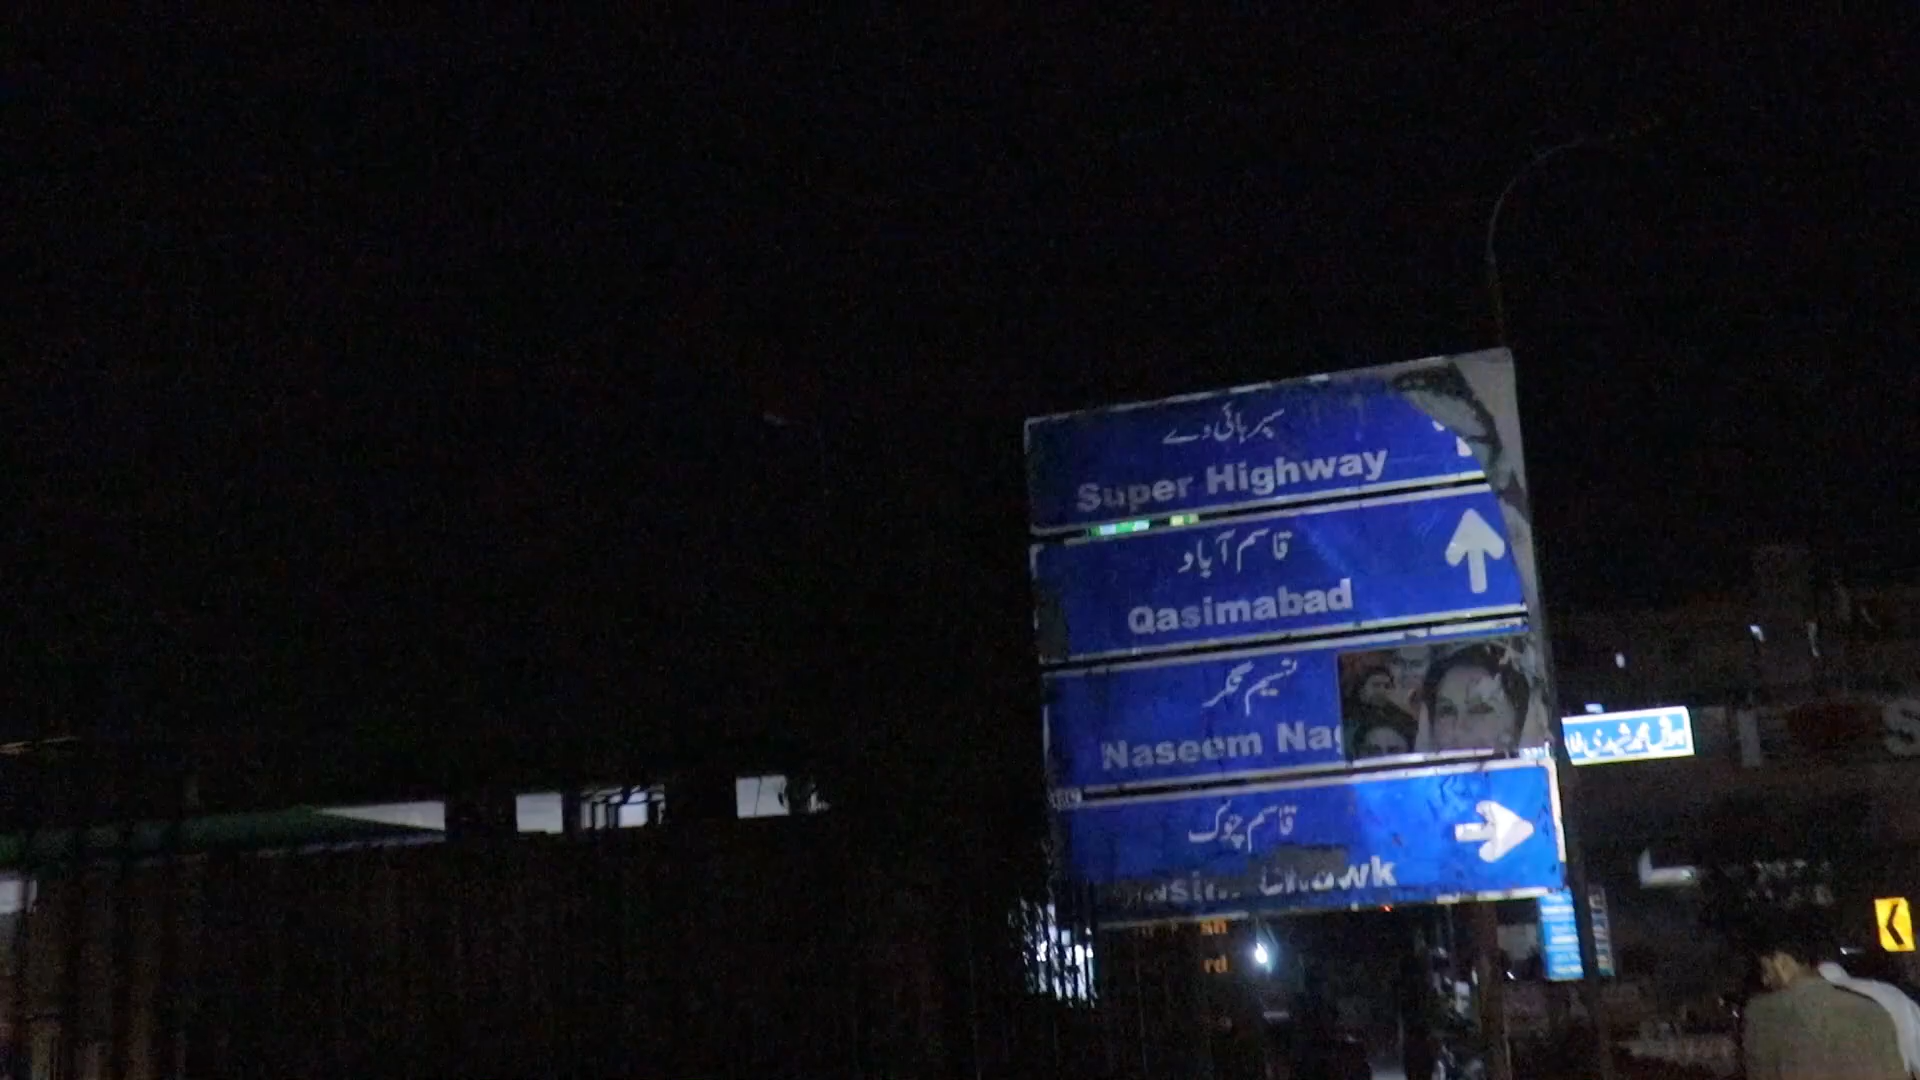 سپر ہائی وے
Super Highway
قاسم آباد
Qasimabad
نسیم نگر
Naseem Nag
قاسم چوک
Chowk